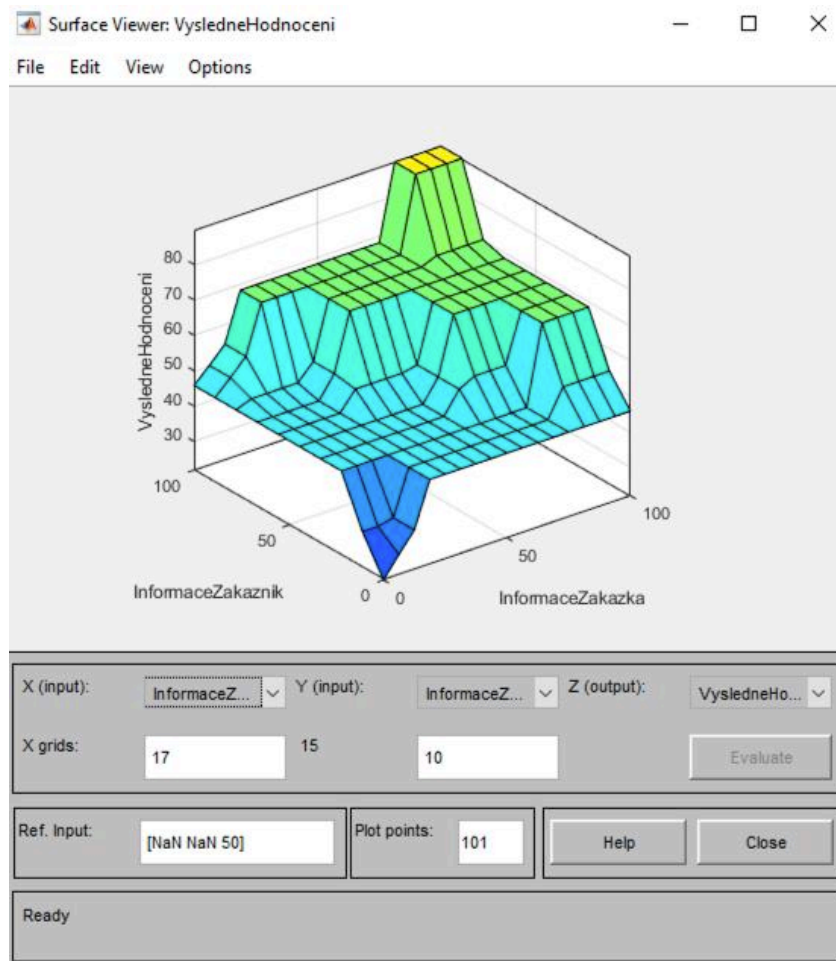 Surface Viewer: VysledneHodnoceni
File Edit View Options
80
70
60
50
40
30
VysledneHodnoceni
100
50
0
InformaceZakaznik
0
50
100
InformaceZakazka
X (input): InformaceZ... Y (input): InformaceZ... Z (output): VysledneHo...
X grids: 17 15 10 Evaluate
Ref. Input: [NaN NaN 50] Plot points: 101 Help Close
Ready